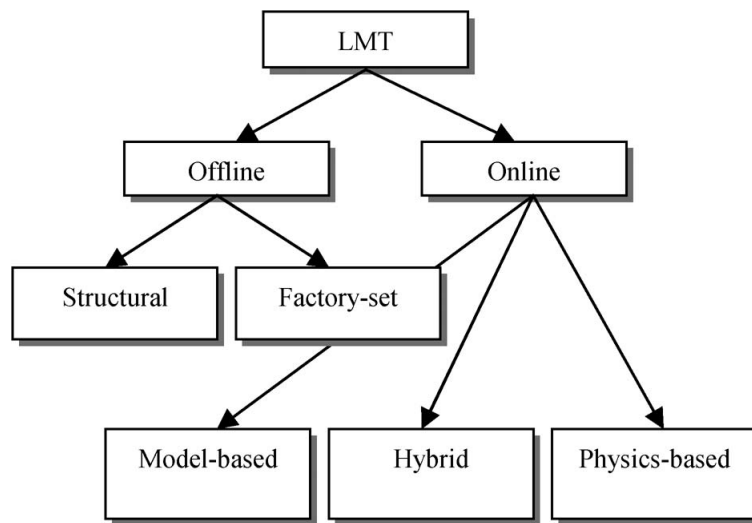 LMT
Offline
Online
Structural
Factory-set
Model-based
Hybrid
Physics-based